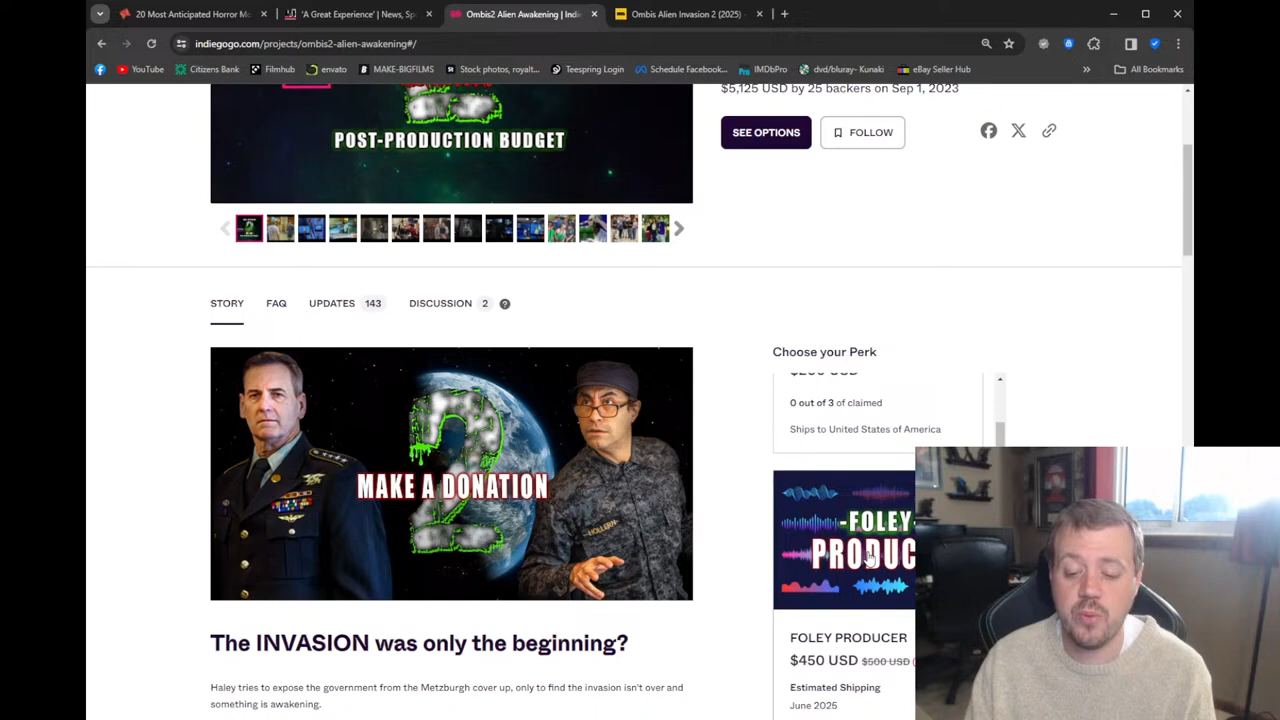 20 Most Anticipated Horror Mo
'A Great Experience' | News, Sp
Ombis2 Alien Awakening | Indie
Ombis Alien Invasion 2 (2025)
indiegogo.com/projects/ombis2-alien-awakening#/
YouTube
Citizens Bank
Filmhub
envato
MAKE-BIGFILMS
Stock photos, royalt...
Teespring Login
Schedule Facebook...
Pro IMDbPro
dvd/bluray- Kunaki
eBay Seller Hub
All Bookmarks
$5,125 USD by 25 backers on Sep 1, 2023
2
POST-PRODUCTION BUDGET
SEE OPTIONS
FOLLOW
STORY
FAQ
UPDATES 143
DISCUSSION 2
Choose your Perk
0 out of 3 of claimed
Ships to United States of America
2
MAKE A DONATION
HOLLERN
-FOLEY-
PRODUC
FOLEY PRODUCER
$450 USD $500 USD
Estimated Shipping
June 2025
The INVASION was only the beginning?
Haley tries to expose the government from the Metzburgh cover up, only to find the invasion isn't over and
something is awakening.